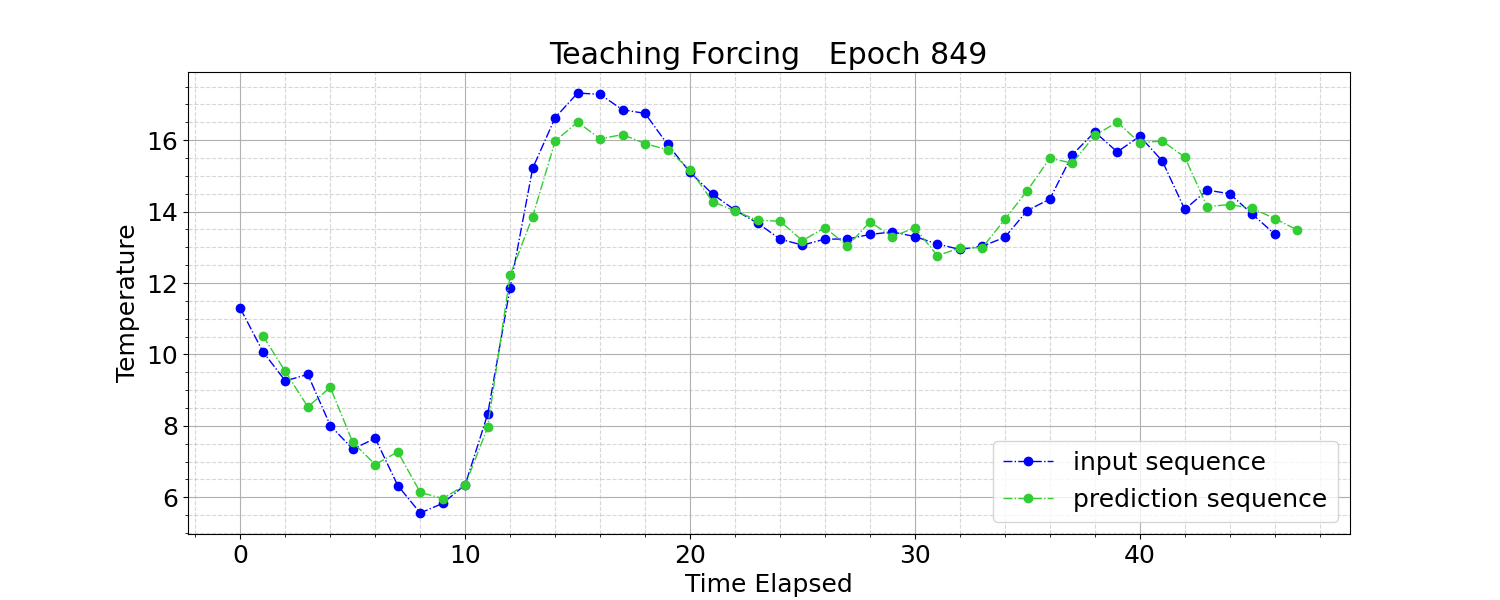 Teaching Forcing   Epoch 849
Temperature
16
14
12
10
8
6
input sequence
prediction sequence
0 10 20 30 40
Time Elapsed